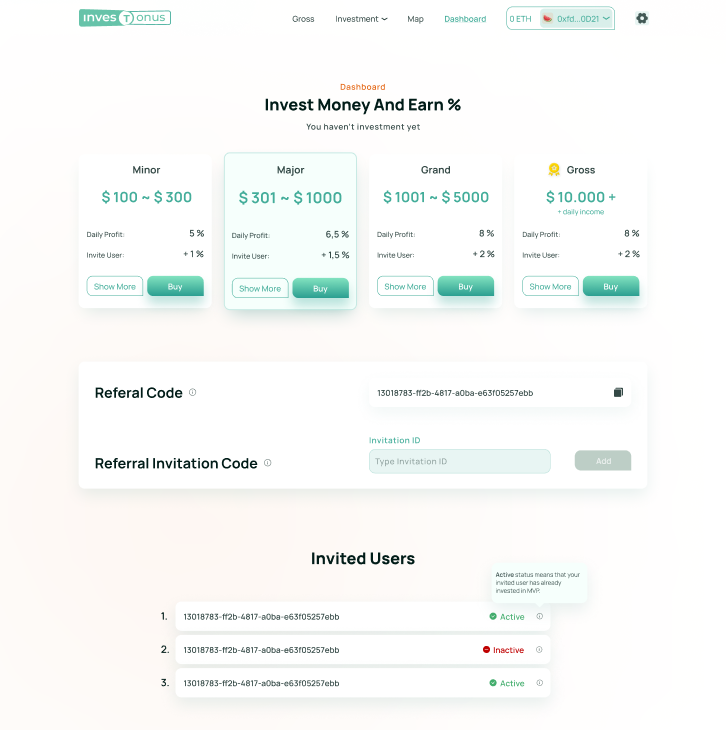 invesTonus
Gross Investment Map Dashboard 0 ETH 0xfd...0D21
Dashboard
Invest Money And Earn %
You haven't investment yet
Minor
$ 100 ~ $ 300
Daily Profit: 5 %
Invite User: + 1 %
Show More Buy
Major
$ 301 ~ $ 1000
Daily Profit: 6,5 %
Invite User: + 1,5 %
Show More Buy
Grand
$ 1001 ~ $ 5000
Daily Profit: 8 %
Invite User: + 2 %
Show More Buy
Gross
$ 10.000 +
+ daily income
Daily Profit: 8 %
Invite User: + 2 %
Show More Buy
Referal Code
13018783-ff2b-4817-a0ba-e63f05257ebb
Referral Invitation Code
Invitation ID
Type Invitation ID
Add
Invited Users
Active status means that your
invited user has already
invested in MVP.
1. 13018783-ff2b-4817-a0ba-e63f05257ebb Active
2. 13018783-ff2b-4817-a0ba-e63f05257ebb Inactive
3. 13018783-ff2b-4817-a0ba-e63f05257ebb Active